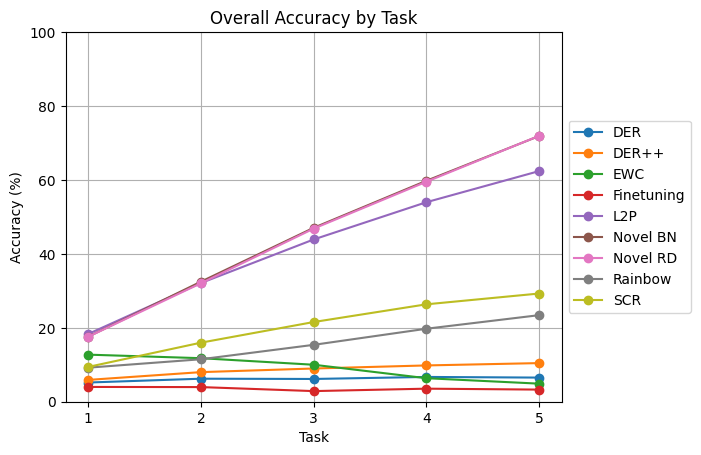 Overall Accuracy by Task
100
80
60
40
20
0
Accuracy (%)
1 2 3 4 5
Task
DER
DER++
EWC
Finetuning
L2P
Novel BN
Novel RD
Rainbow
SCR